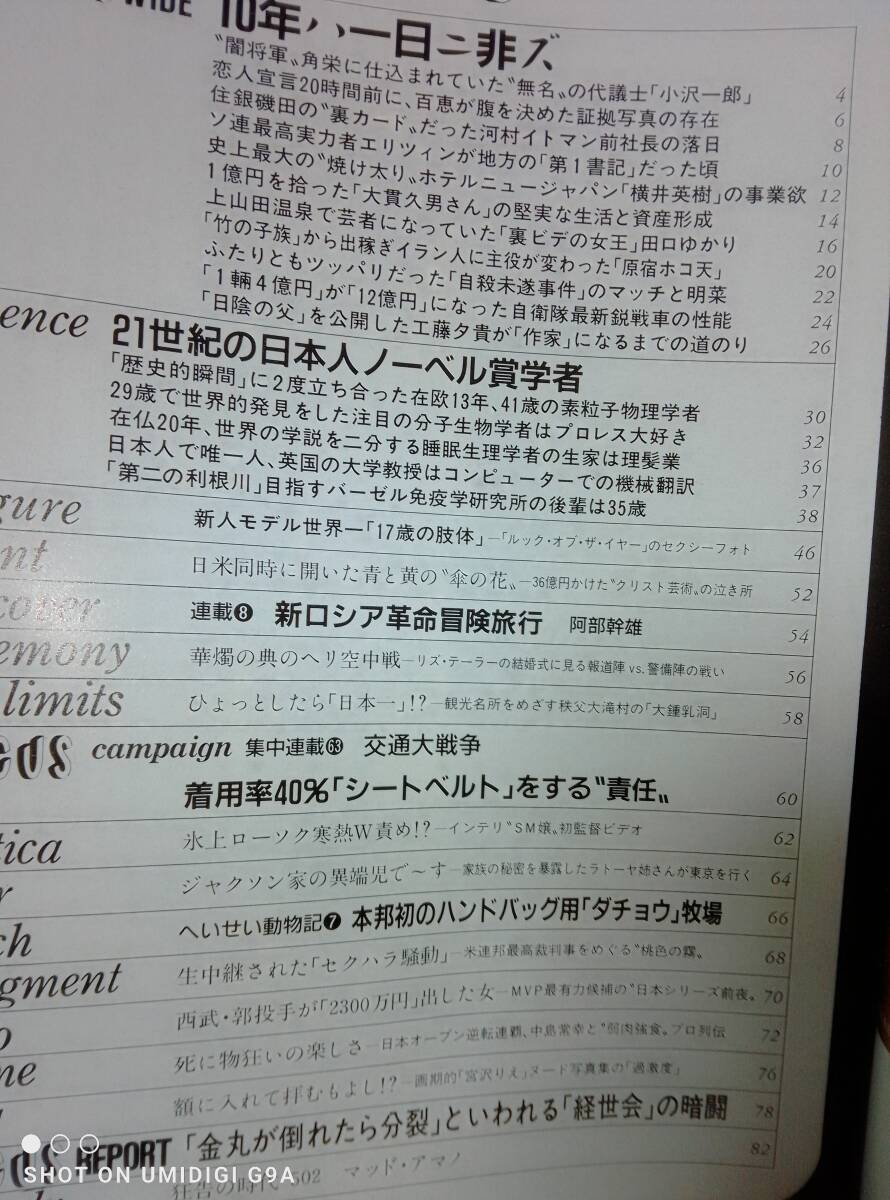 WIDE 10年ハ一日ニ非ズ
〝闇将軍〟角栄に仕込まれていた〝無名〟の代議士「小沢一郎」 4
恋人宣言20時間前に、百恵が腹を決めた証拠写真の存在 6
住銀磯田の〝裏カード〟だった河村イトマン前社長の落日 8
ソ連最高実力者エリツィンが地方の「第1書記」だった頃 10
史上最大の〝焼け太り〟ホテルニュージャパン「横井英樹」の事業欲 12
1億円を拾った「大貫久男さん」の堅実な生活と資産形成 14
上山田温泉で芸者になっていた「裏ビデの女王」田口ゆかり 16
「竹の子族」から出稼ぎイラン人に主役が変わった「原宿ホコ天」 20
ふたりともツッパリだった「自殺未遂事件」のマッチと明菜 22
「1輌4億円」が「12億円」になった自衛隊最新鋭戦車の性能 24
「日陰の父」を公開した工藤夕貴が「作家」になるまでの道のり 26
ence 21世紀の日本人ノーベル賞学者
「歴史的瞬間」に2度立ち合った在欧13年、41歳の素粒子物理学者 30
29歳で世界的発見をした注目の分子生物学者はプロレス大好き 32
在仏20年、世界の学説を二分する睡眠生理学者の生家は理髪業 36
日本人で唯一人、英国の大学教授はコンピューターでの機械翻訳 37
「第二の利根川」目指すバーゼル免疫学研究所の後輩は35歳 38
gure 新人モデル世界一「17歳の肢体」―「ルック・オブ・ザ・イヤー」のセクシーフォト 46
nt 日米同時に開いた青と黄の〝傘の花〟―36億円かけた〝クリスト芸術〟の泣き所 52
cover 連載❽ 新ロシア革命冒険旅行 阿部幹雄 54
emony 華燭の典のヘリ空中戦―リズ・テーラーの結婚式に見る報道陣 vs. 警備陣の戦い 56
limits ひょっとしたら「日本一」!?―観光名所をめざす秩父大滝村の「大鍾乳洞」 58
campaign 集中連載63 交通大戦争
着用率40%「シートベルト」をする〝責任〟 60
tica 氷上ローソク寒熱W責め!?―インテリ〝SM嬢〟初監督ビデオ 62
r ジャクソン家の異端児で～す―家族の秘密を暴露したラトーヤ姉さんが東京を行く 64
ch へいせい動物記❼ 本邦初のハンドバッグ用「ダチョウ」牧場 66
gment 生中継された「セクハラ騒動」―米連邦最高裁判事をめぐる〝桃色の霧〟 68
o 西武・郭投手が「2300万円」出した女―MVP最有力候補の〝日本シリーズ前夜〟 70
me 死に物狂いの楽しさ―日本オープン逆転連覇、中島常幸と〝弱肉強食〟プロ列伝 72
額に入れて拝むもよし!?―画期的「宮沢りえ」ヌード写真集の「過激度」 76
REPORT 「金丸が倒れたら分裂」といわれる「経世会」の暗闘 78
狂告の時代 502 マッド・アマノ 82
SHOT ON UMIDIGI G9A